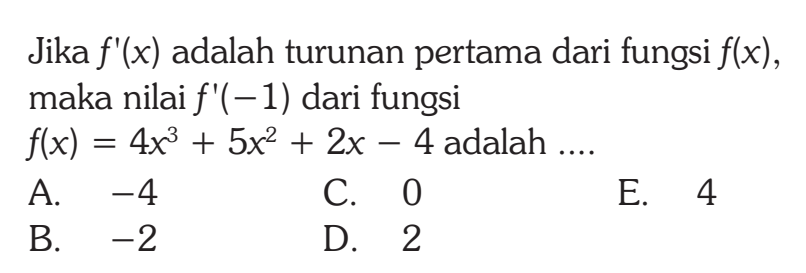 Jika f'(x) adalah turunan pertama dari fungsi f(x),
maka nilai f'(−1) dari fungsi
f(x) = 4x³ + 5x² + 2x − 4 adalah ....
A. −4 C. 0 E. 4
B. −2 D. 2